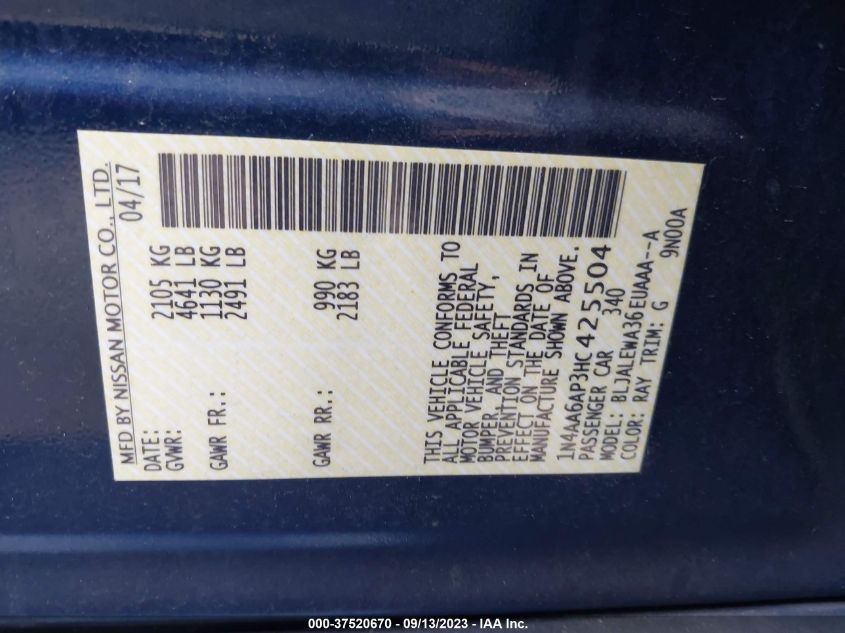 MFD BY NISSAN MOTOR CO., LTD.
DATE: 04/17
GVWR: 2105 KG
4641 LB
GAWR FR.: 1130 KG
2491 LB
GAWR RR.: 990 KG
2183 LB
THIS VEHICLE CONFORMS TO
ALL APPLICABLE FEDERAL
MOTOR VEHICLE SAFETY,
BUMPER, AND THEFT
PREVENTION STANDARDS IN
EFFECT ON THE DATE OF
MANUFACTURE SHOWN ABOVE.
1N4AA6AP3HC425504
PASSENGER CAR 340
MODEL: BLJALEWA36EUAAA--A
COLOR: RAY TRIM: G 9N00A
000-37520670 - 09/13/2023 - IAA Inc.